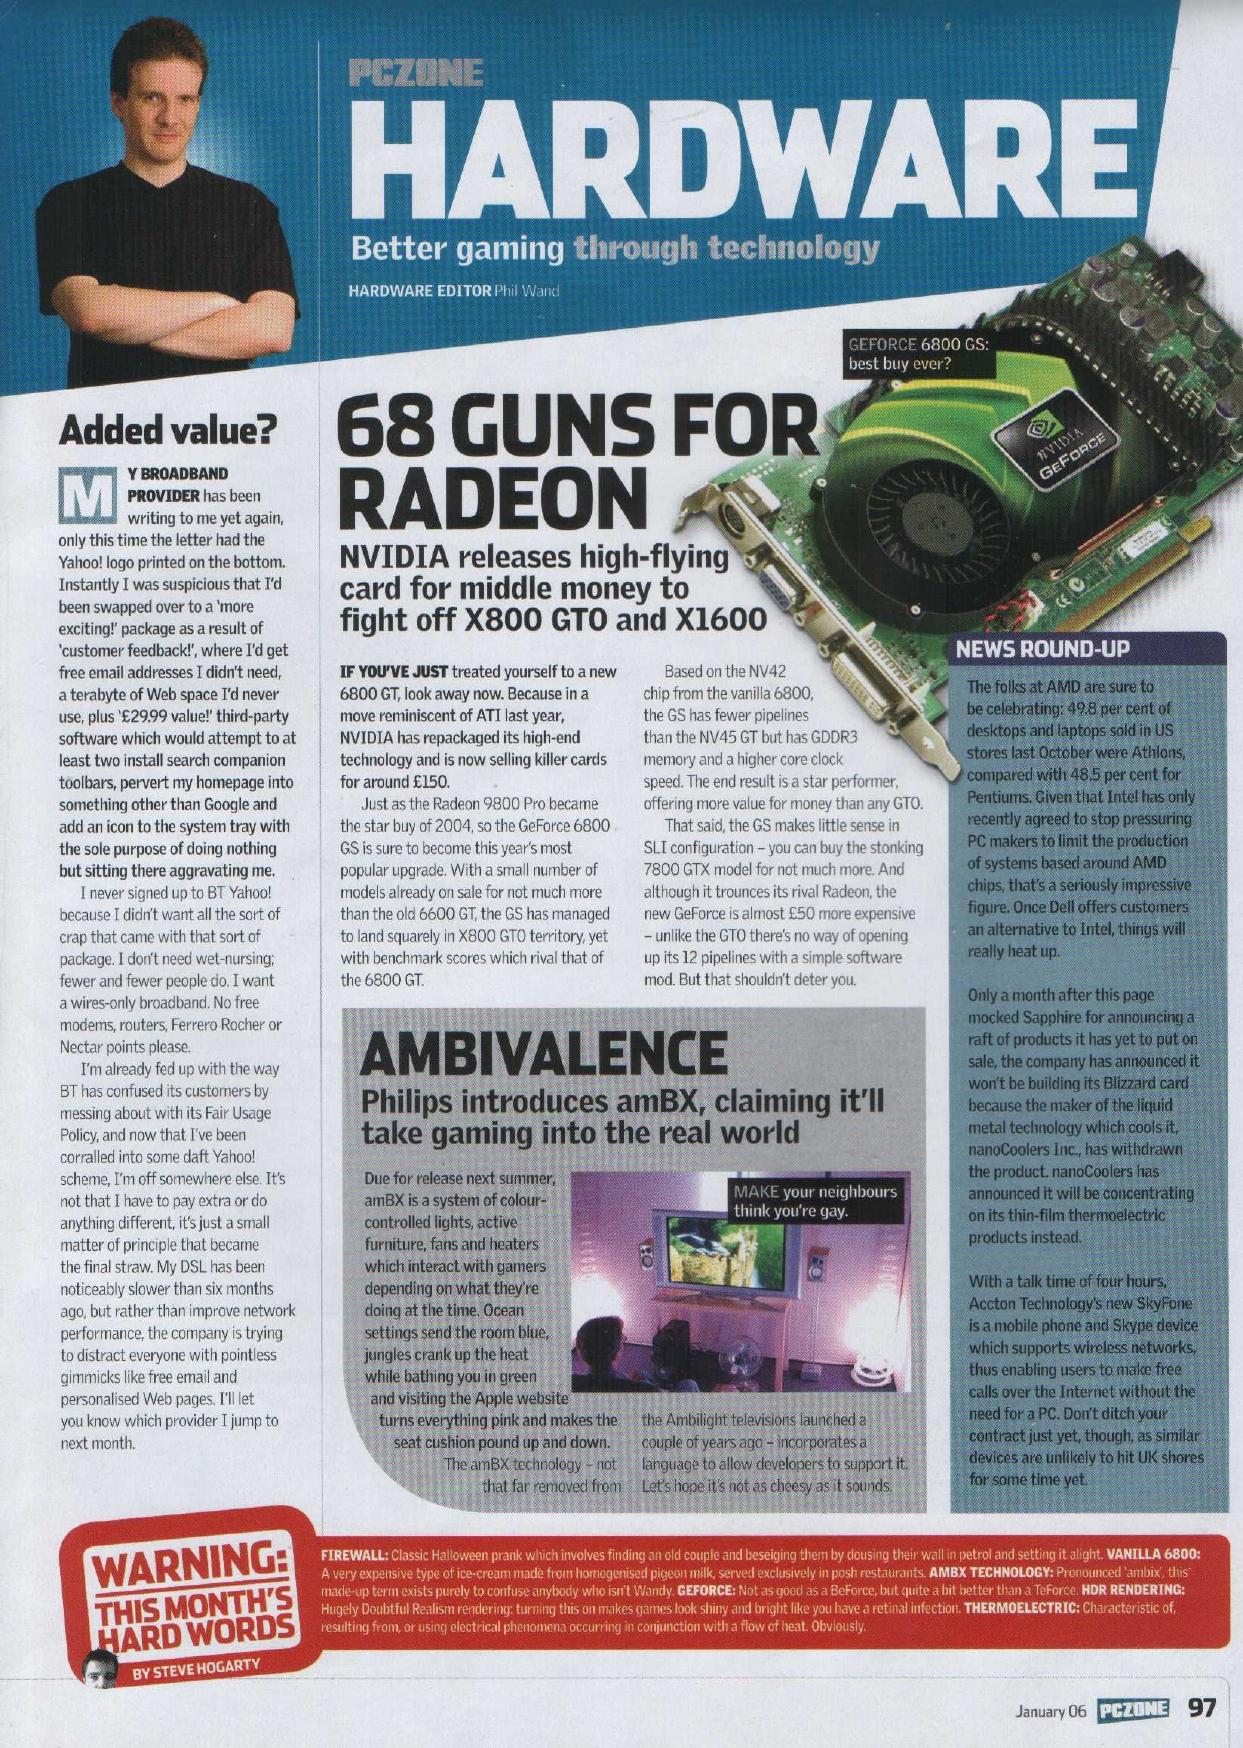 PCZONE
HARDWARE
Better gaming through technology
HARDWARE EDITOR Phil Wand
GEFORCE 6800 GS:
best buy ever?
Added value?
MY BROADBAND
PROVIDER has been
writing to me yet again,
only this time the letter had the
Yahoo! logo printed on the bottom.
Instantly I was suspicious that I'd
been swapped over to a 'more
exciting!' package as a result of
'customer feedback!', where I'd get
free email addresses I didn't need,
a terabyte of Web space I'd never
use, plus '£29.99 value!' third-party
software which would attempt to at
least two install search companion
toolbars, pervert my homepage into
something other than Google and
add an icon to the system tray with
the sole purpose of doing nothing
but sitting there aggravating me.
I never signed up to BT Yahoo!
because I didn't want all the sort of
crap that came with that sort of
package. I don't need wet-nursing;
fewer and fewer people do. I want
a wires-only broadband. No free
modems, routers, Ferrero Rocher or
Nectar points please.
I'm already fed up with the way
BT has confused its customers by
messing about with its Fair Usage
Policy, and now that I've been
corralled into some daft Yahoo!
scheme, I'm off somewhere else. It's
not that I have to pay extra or do
anything different, it's just a small
matter of principle that became
the final straw. My DSL has been
noticeably slower than six months
ago, but rather than improve network
performance, the company is trying
to distract everyone with pointless
gimmicks like free email and
personalised Web pages. I'll let
you know which provider I jump to
next month.
68 GUNS FOR
RADEON
NVIDIA releases high-flying
card for middle money to
fight off X800 GTO and X1600
NVIDIA
GEFORCE
IF YOU'VE JUST treated yourself to a new
6800 GT, look away now. Because in a
move reminiscent of ATI last year,
NVIDIA has repackaged its high-end
technology and is now selling killer cards
for around £150.
Just as the Radeon 9800 Pro became
the star buy of 2004, so the GeForce 6800
GS is sure to become this year's most
popular upgrade. With a small number of
models already on sale for not much more
than the old 6600 GT, the GS has managed
to land squarely in X800 GTO territory, yet
with benchmark scores which rival that of
the 6800 GT.
Based on the NV42
chip from the vanilla 6800,
the GS has fewer pipelines
than the NV45 GT but has GDDR3
memory and a higher core clock
speed. The end result is a star performer,
offering more value for money than any GTO.
That said, the GS makes little sense in
SLI configuration – you can buy the stonking
7800 GTX model for not much more. And
although it trounces its rival Radeon, the
new GeForce is almost £50 more expensive
– unlike the GTO there's no way of opening
up its 12 pipelines with a simple software
mod. But that shouldn't deter you.
AMBIVALENCE
Philips introduces amBX, claiming it'll
take gaming into the real world
Due for release next summer,
amBX is a system of colour-
controlled lights, active
furniture, fans and heaters
which interact with gamers
depending on what they're
doing at the time. Ocean
settings send the room blue,
jungles crank up the heat
while bathing you in green
and visiting the Apple website
turns everything pink and makes the
seat cushion pound up and down.
The amBX technology – not
that far removed from
MAKE your neighbours
think you're gay.
the Ambilight televisions launched a
couple of years ago – incorporates a
language to allow developers to support it.
Let's hope it's not as cheesy as it sounds.
NEWS ROUND-UP
The folks at AMD are sure to
be celebrating: 49.8 per cent of
desktops and laptops sold in US
stores last October were Athlons,
compared with 48.5 per cent for
Pentiums. Given that Intel has only
recently agreed to stop pressuring
PC makers to limit the production
of systems based around AMD
chips, that's a seriously impressive
figure. Once Dell offers customers
an alternative to Intel, things will
really heat up.
Only a month after this page
mocked Sapphire for announcing a
raft of products it has yet to put on
sale, the company has announced it
won't be building its Blizzard card
because the maker of the liquid
metal technology which cools it,
nanoCoolers Inc., has withdrawn
the product. nanoCoolers has
announced it will be concentrating
on its thin-film thermoelectric
products instead.
With a talk time of four hours,
Accton Technology's new SkyFone
is a mobile phone and Skype device
which supports wireless networks,
thus enabling users to make free
calls over the Internet without the
need for a PC. Don't ditch your
contract just yet, though, as similar
devices are unlikely to hit UK shores
for some time yet.
WARNING:
THIS MONTH'S
HARD WORDS
BY STEVE HOGARTY
FIREWALL: Classic Halloween prank which involves finding an old couple and beseiging them by dousing their wall in petrol and setting it alight. VANILLA 6800:
A very expensive type of ice-cream made from homogenised pigeon milk, served exclusively in posh restaurants. AMBX TECHNOLOGY: Pronounced 'ambix', this
made-up term exists purely to confuse anybody who isn't Wandy. GEFORCE: Not as good as a BeForce, but quite a bit better than a TeForce. HDR RENDERING:
Hugely Doubtful Realism rendering; turning this on makes games look shiny and bright like you have a retinal infection. THERMOELECTRIC: Characteristic of,
resulting from, or using electrical phenomena occurring in conjunction with a flow of heat. Obviously.
January 06 PCZONE 97